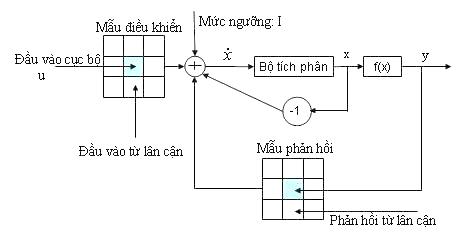 Mức ngưỡng: I
Mẫu điều khiển
Đầu vào cục bộ
u
ẋ
Bộ tích phân
x
f(x)
y
-1
Đầu vào từ lân cận
Mẫu phản hồi
Phản hồi từ lân cận